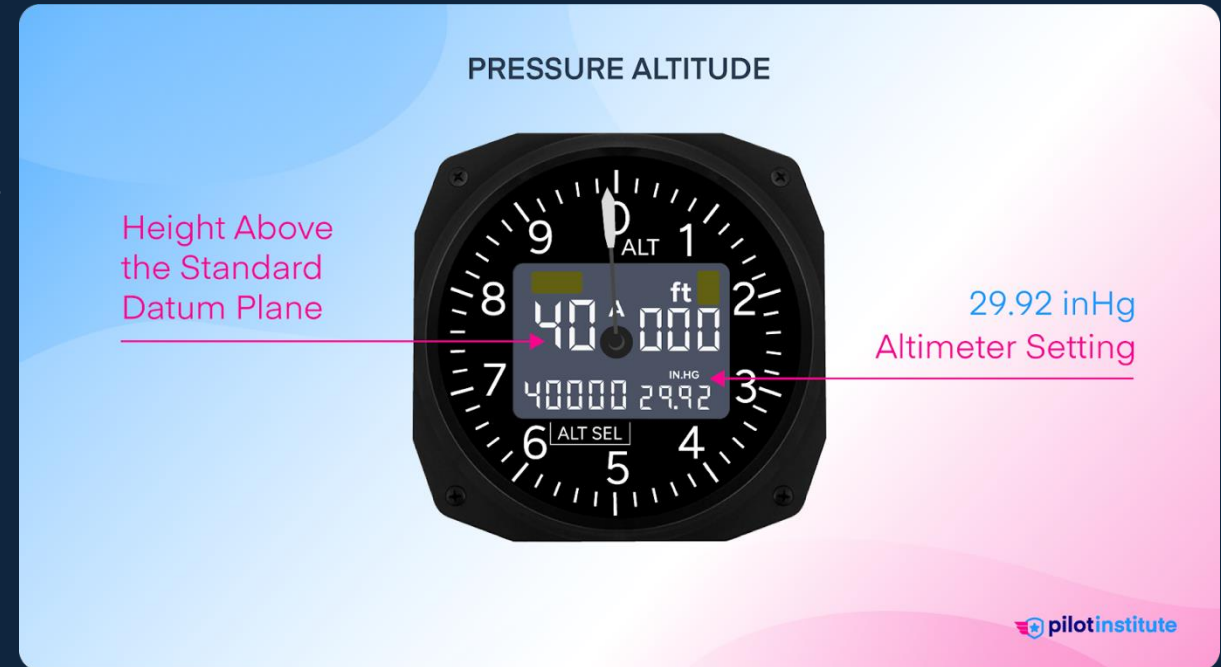 PRESSURE ALTITUDE
Height Above
the Standard
Datum Plane
29.92 inHg
Altimeter Setting
0
1
2
3
4
5
6
7
8
9
ALT
ft
40 A 000
IN.HG
40000 29.92
ALT SEL
pilotinstitute